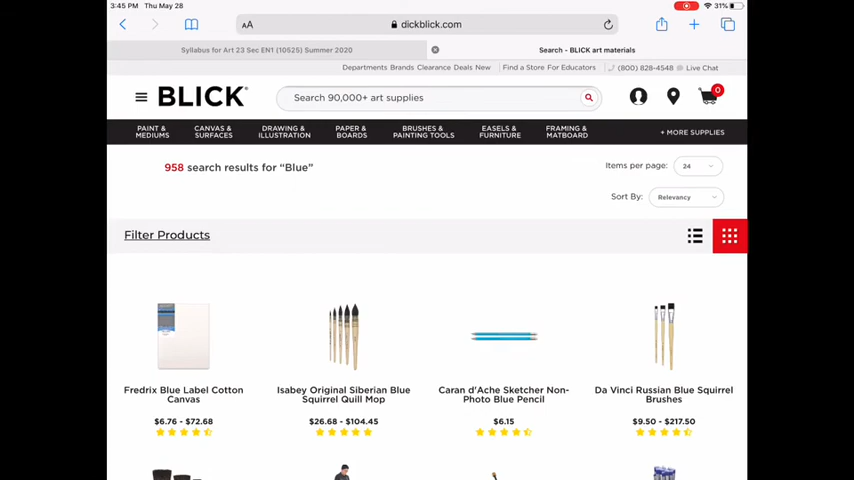 3:45 PM Thu May 28
31%
AA
dickblick.com
Syllabus for Art 23 Sec EN1 (10525) Summer 2020
Search - BLICK art materials
Departments Brands Clearance Deals New
Find a Store For Educators
(800) 828-4548
Live Chat
BLICK
Search 90,000+ art supplies
0
PAINT &
MEDIUMS
CANVAS &
SURFACES
DRAWING &
ILLUSTRATION
PAPER &
BOARDS
BRUSHES &
PAINTING TOOLS
EASELS &
FURNITURE
FRAMING &
MATBOARD
+ MORE SUPPLIES
958 search results for “Blue”
Items per page: 24
Sort By: Relevancy
Filter Products
Fredrix Blue Label Cotton
Canvas
$6.76 - $72.68
Isabey Original Siberian Blue
Squirrel Quill Mop
$26.68 - $104.45
Caran d'Ache Sketcher Non-
Photo Blue Pencil
$6.15
Da Vinci Russian Blue Squirrel
Brushes
$9.50 - $217.50